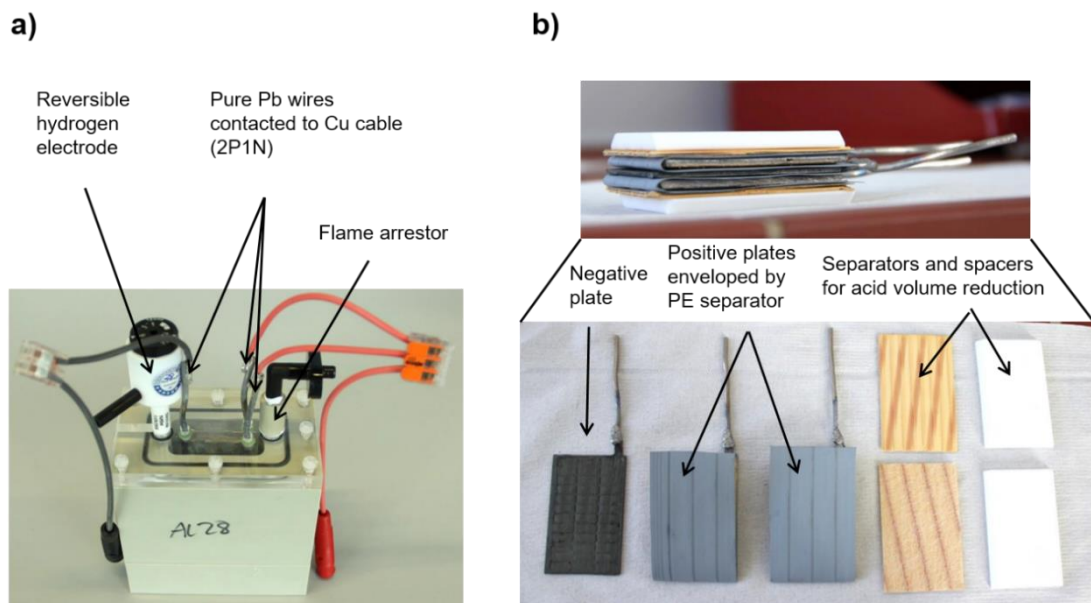 a)
Reversible
hydrogen
electrode
Pure Pb wires
contacted to Cu cable
(2P1N)
Flame arrestor
AL28
b)
Negative
plate
Positive plates
enveloped by
PE separator
Separators and spacers
for acid volume reduction